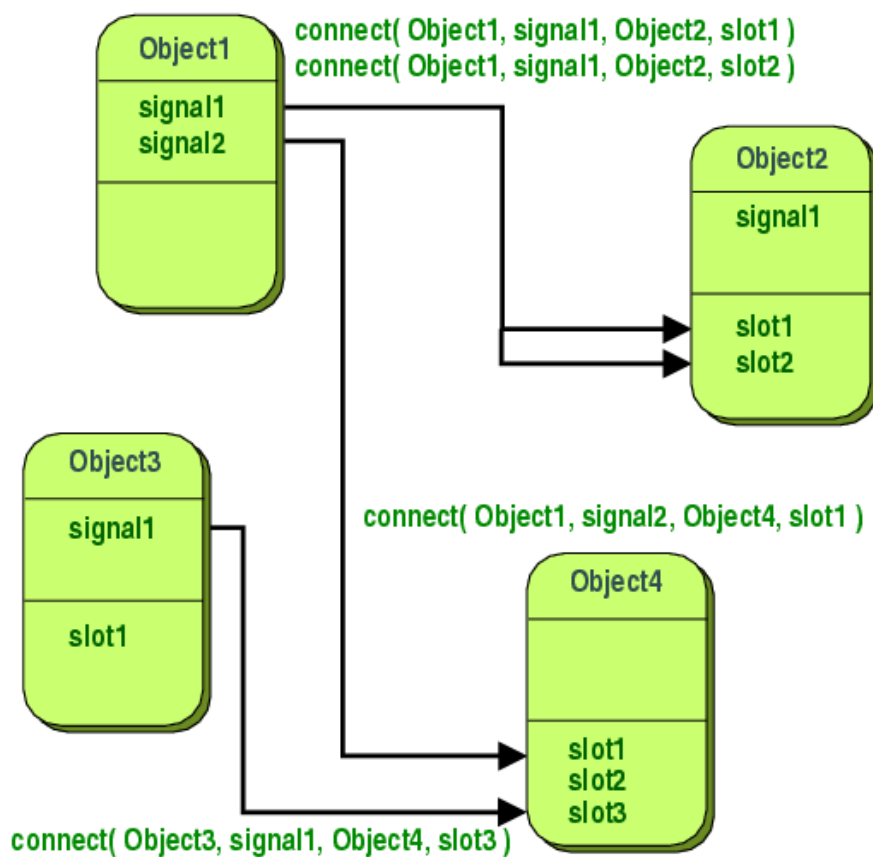 Object1
signal1
signal2
connect( Object1, signal1, Object2, slot1 )
connect( Object1, signal1, Object2, slot2 )
Object2
signal1
slot1
slot2
Object3
signal1
slot1
connect( Object1, signal2, Object4, slot1 )
Object4
slot1
slot2
slot3
connect( Object3, signal1, Object4, slot3 )